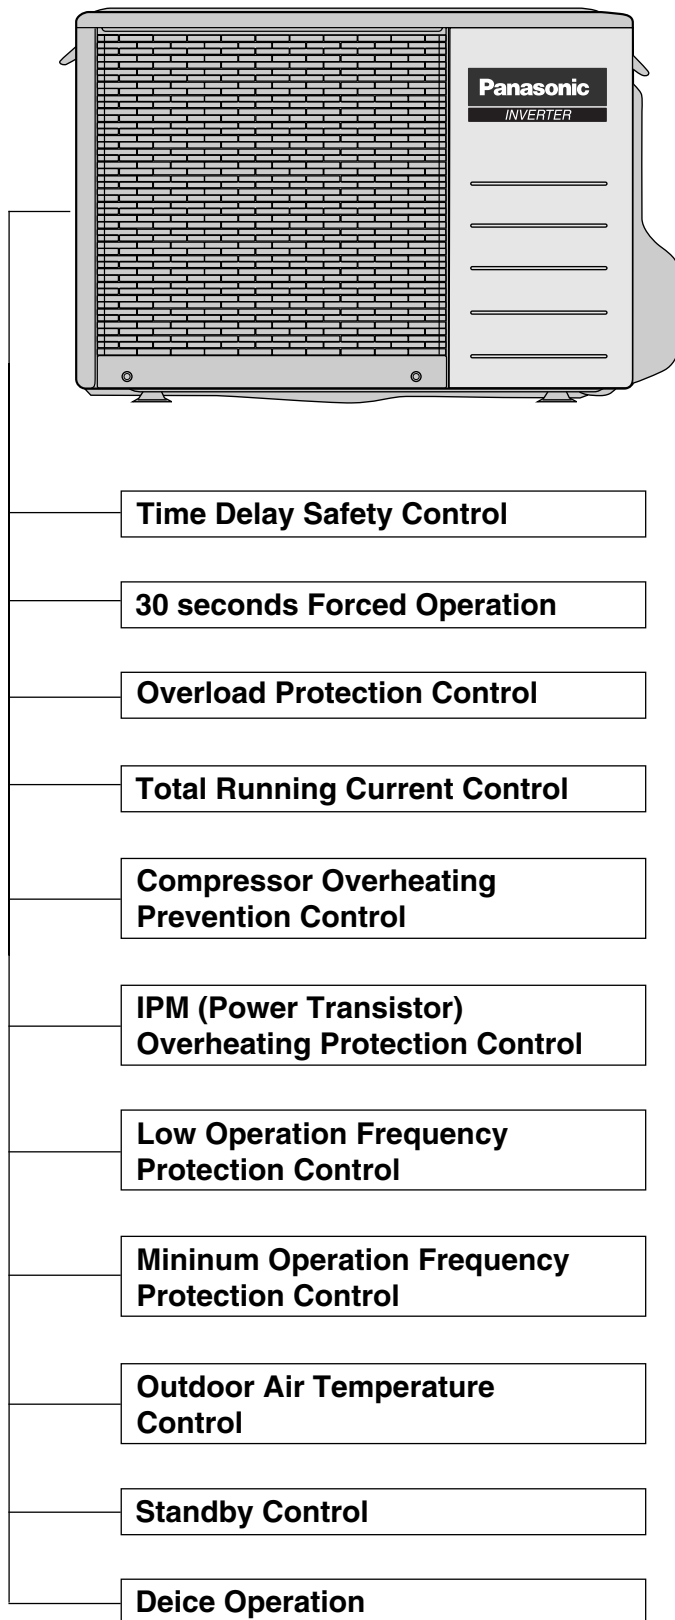 Panasonic
INVERTER
Time Delay Safety Control
30 seconds Forced Operation
Overload Protection Control
Total Running Current Control
Compressor Overheating
Prevention Control
IPM (Power Transistor)
Overheating Protection Control
Low Operation Frequency
Protection Control
Mininum Operation Frequency
Protection Control
Outdoor Air Temperature
Control
Standby Control
Deice Operation